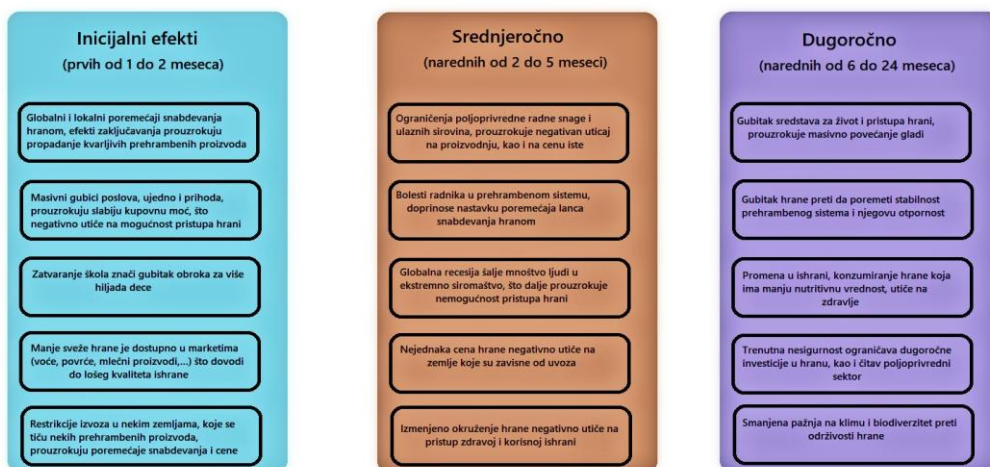 Inicijalni efekti
(prvih od 1 do 2 meseca)
Globalni i lokalni poremećaji snabdevanja
hranom, efekti zaključavanja prouzrokuju
propadanje kvarljivih prehrambenih proizvoda
Masivni gubici poslova, ujedno i prihoda,
prouzrokuju slabiju kupovnu moć, što
negativno utiče na mogućnost pristupa hrani
Zatvaranje škola znači gubitak obroka za više
hiljada dece
Manje sveže hrane je dostupno u marketima
(voće, povrće, mlečni proizvodi,...) što dovodi
do lošeg kvaliteta ishrane
Restrikcije izvoza u nekim zemljama, koje se
tiču nekih prehrambenih proizvoda,
prouzrokuju poremećaje snabdevanja i cene
Srednjeročno
(narednih od 2 do 5 meseci)
Ograničenja poljoprivredne radne snage i
ulaznih sirovina, prouzrokuje negativan uticaj
na proizvodnju, kao i na cenu iste
Bolesti radnika u prehrambenom sistemu,
doprinose nastavku poremećaja lanca
snabdevanja hranom
Globalna recesija šalje mnoštvo ljudi u
ekstremno siromaštvo, što dalje prouzrokuje
nemogućnost pristupa hrani
Nejednaka cena hrane negativno utiče na
zemlje koje su zavisne od uvoza
Izmenjeno okruženje hrane negativno utiče na
pristup zdravoj i korisnoj ishrani
Dugoročno
(narednih od 6 do 24 meseca)
Gubitak sredstava za život i pristupa hrani,
prouzrokuje masivno povećanje gladi
Gubitak hrane preti da poremeti stabilnost
prehrambenog sistema i njegovu otpornost
Promena u ishrani, konzumiranje hrane koja
ima manju nutritivnu vrednost, utiče na
zdravlje
Trenutna nesigurnost ograničava dugoročne
investicije u hranu, kao i čitav poljoprivredni
sektor
Smanjena pažnja na klimu i biodiverzitet preti
održivosti hrane